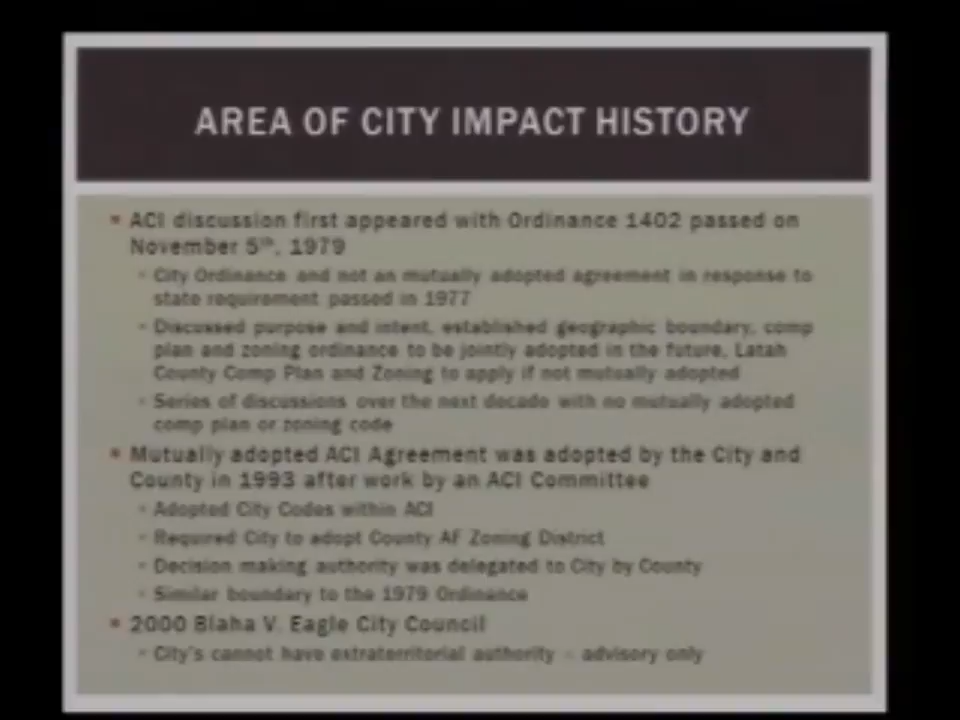 AREA OF CITY IMPACT HISTORY
ACI discussion first appeared with Ordinance 1402 passed on
November 5th, 1979
City Ordinance and not an mutually adopted agreement in response to
state requirement passed in 1977
Discussed purpose and intent, established geographic boundary, comp
plan and zoning ordinance to be jointly adopted in the future, Latah
County Comp Plan and Zoning to apply if not mutually adopted
Series of discussions over the next decade with no mutually adopted
comp plan or zoning code
Mutually adopted ACI Agreement was adopted by the City and
County in 1993 after work by an ACI Committee
Adopted City Codes within ACI
Required City to adopt County AF Zoning District
Decision making authority was delegated to City by County
Similar boundary to the 1979 Ordinance
2000 Blaha V. Eagle City Council
City's cannot have extraterritorial authority – advisory only